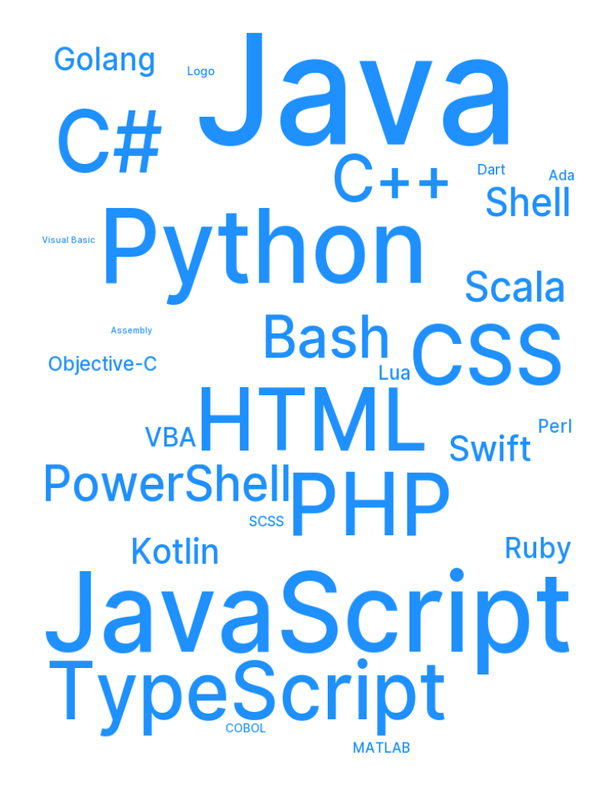 Java
Golang
Logo
C#
C++
Dart
Ada
Shell
Python
Visual Basic
Scala
Bash
CSS
Assembly
Objective-C
Lua
HTML
VBA
Perl
Swift
PowerShell
PHP
SCSS
Kotlin
Ruby
JavaScript
TypeScript
COBOL
MATLAB